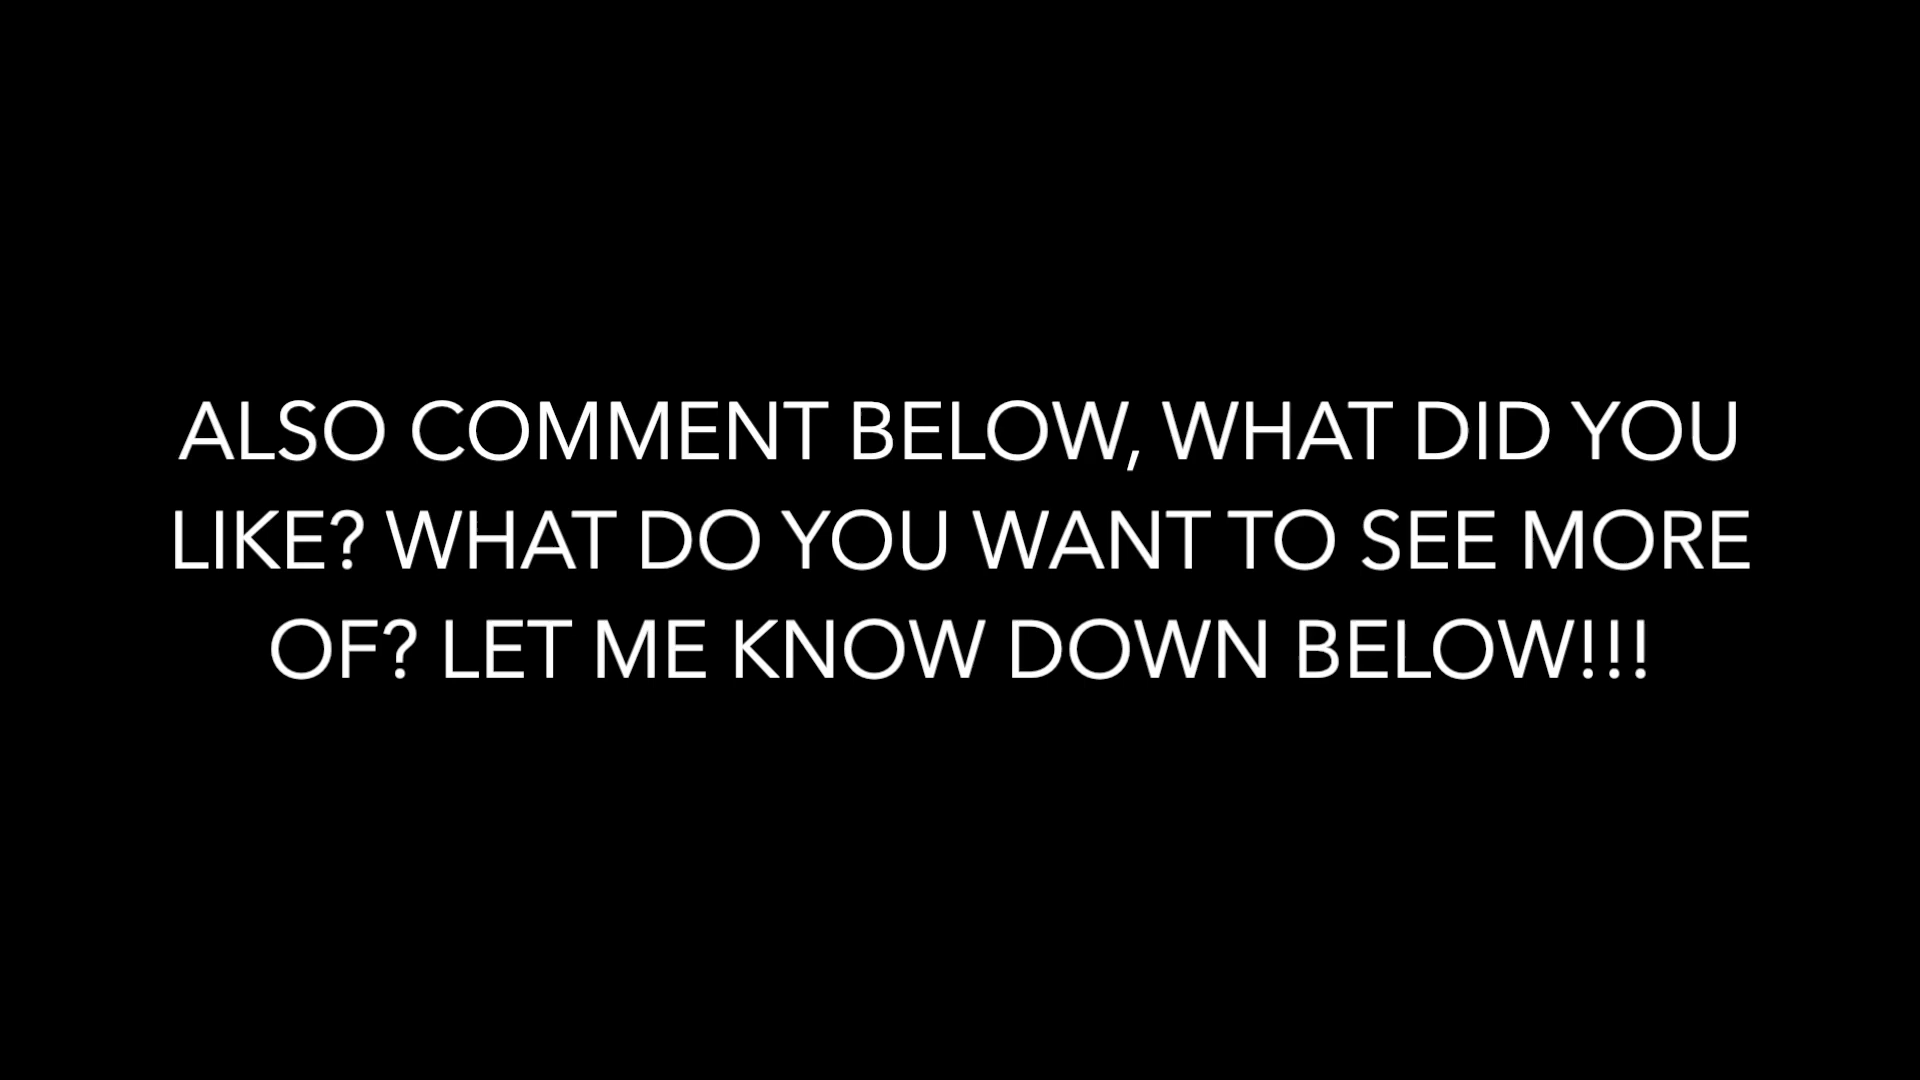 ALSO COMMENT BELOW, WHAT DID YOU
LIKE? WHAT DO YOU WANT TO SEE MORE
OF? LET ME KNOW DOWN BELOW!!!